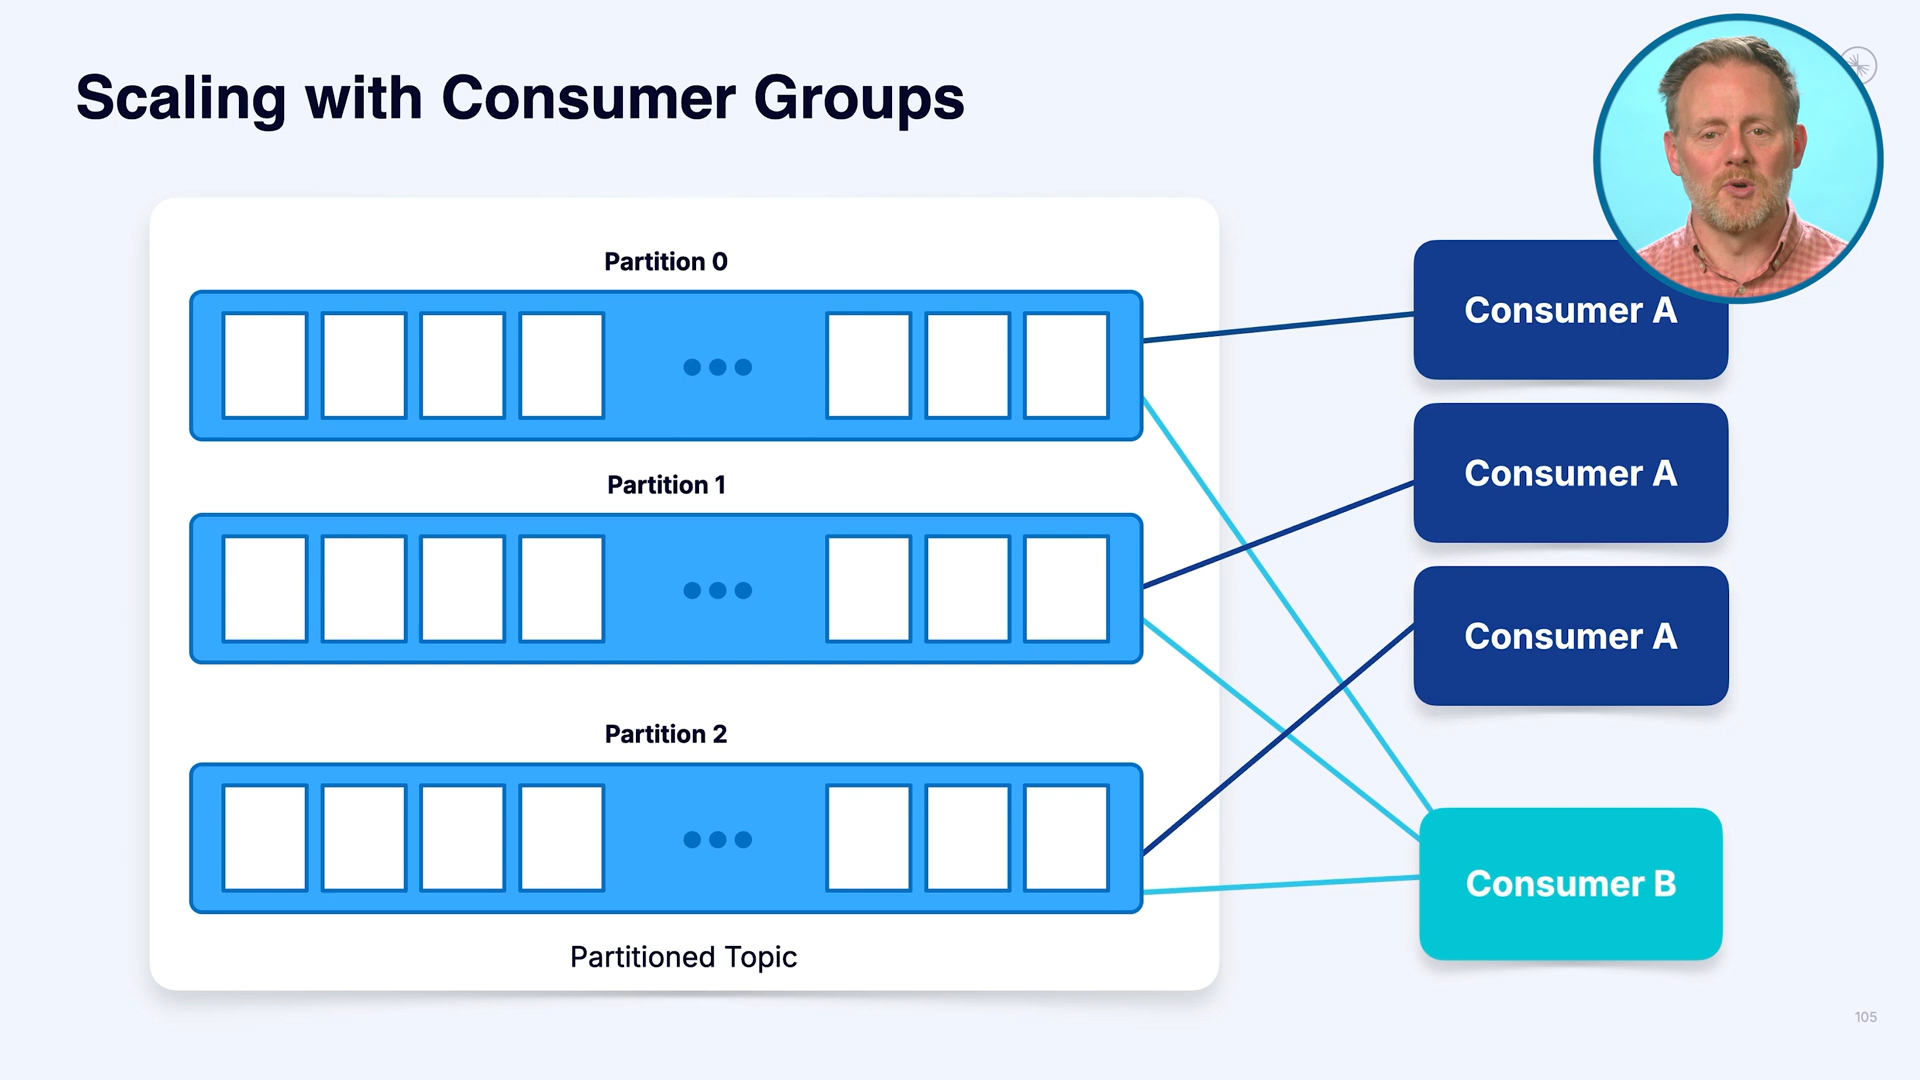 Scaling with Consumer Groups
Partition 0
Partition 1
Partition 2
Partitioned Topic
Consumer A
Consumer A
Consumer A
Consumer B
105